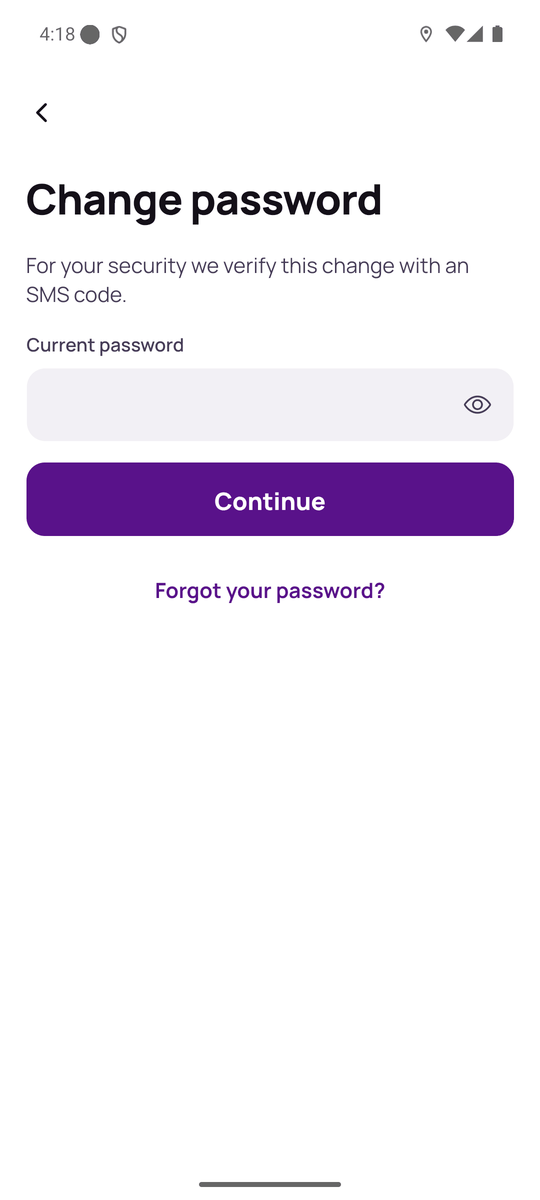 4:18
Change password
For your security we verify this change with an
SMS code.
Current password
Continue
Forgot your password?